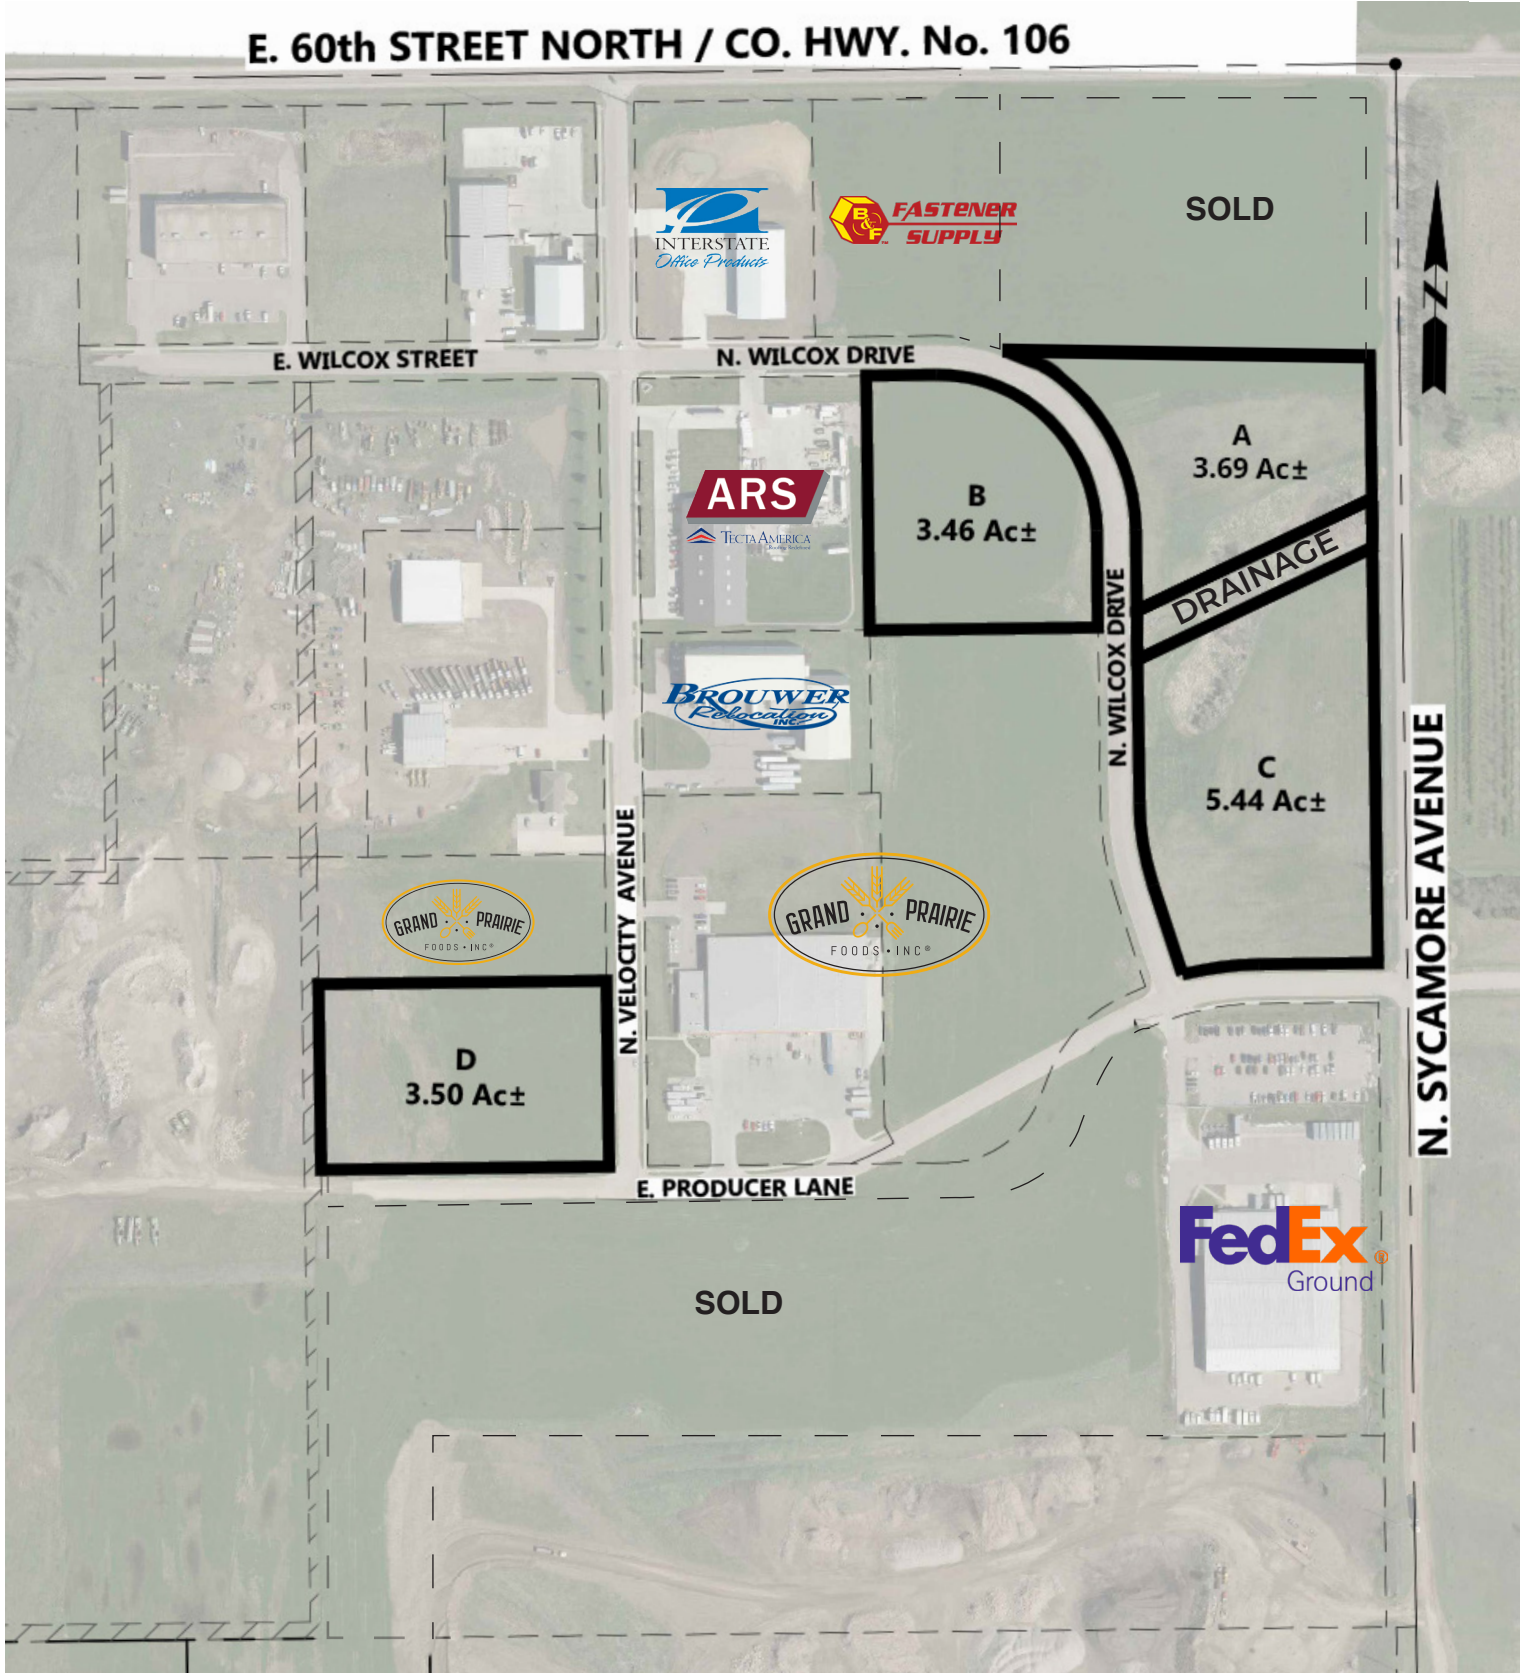 E. 60th STREET NORTH / CO. HWY. No. 106
INTERSTATE
Office Products
B&F
FASTENER
SUPPLY
SOLD
N
E. WILCOX STREET
N. WILCOX DRIVE
A
3.69 Ac±
ARS
TECTAAMERICA
B
3.46 Ac±
DRAINAGE
N. WILCOX DRIVE
BROUWER
Relocation
INC.
C
5.44 Ac±
N. SYCAMORE AVENUE
N. VELOCITY AVENUE
GRAND PRAIRIE
FOODS • INC®
GRAND PRAIRIE
FOODS • INC®
D
3.50 Ac±
E. PRODUCER LANE
FedEx®
Ground
SOLD